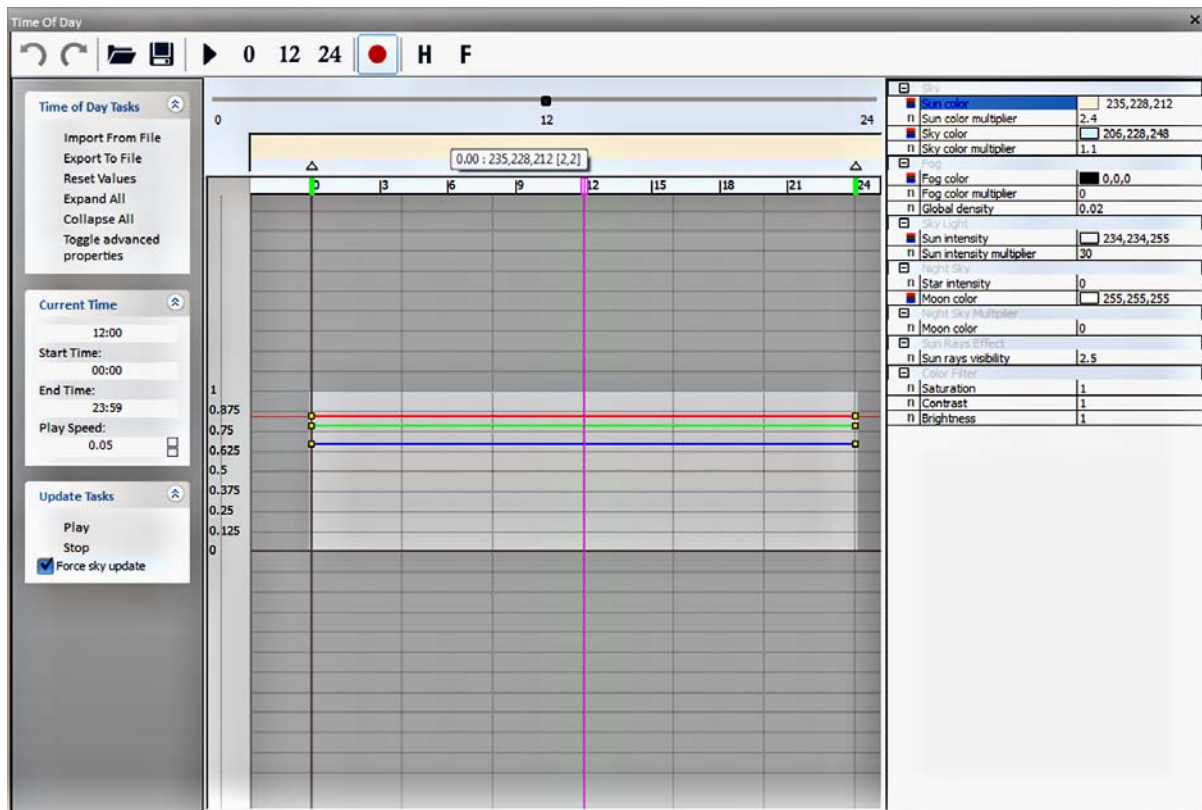 Time Of Day
0 12 24 H F
Time of Day Tasks
Import From File
Export To File
Reset Values
Expand All
Collapse All
Toggle advanced
properties
Current Time
12:00
Start Time:
00:00
End Time:
23:59
Play Speed:
0.05
Update Tasks
Play
Stop
Force sky update
0 12 24
0.00 : 235,228,212 [2,2]
0 3 6 9 12 15 18 21 24
1
0.875
0.75
0.625
0.5
0.375
0.25
0.125
0
Sky
Sun color 235,228,212
n Sun color multiplier 2.4
Sky color 206,228,248
n Sky color multiplier 1.1
Fog
Fog color 0,0,0
n Fog color multiplier 0
n Global density 0.02
Sky Light
Sun intensity 234,234,255
n Sun intensity multiplier 30
Night Sky
n Star intensity 0
Moon color 255,255,255
Night Sky Multiplier
n Moon color 0
Sun Rays Effect
n Sun rays visibility 2.5
Color Filter
n Saturation 1
n Contrast 1
n Brightness 1